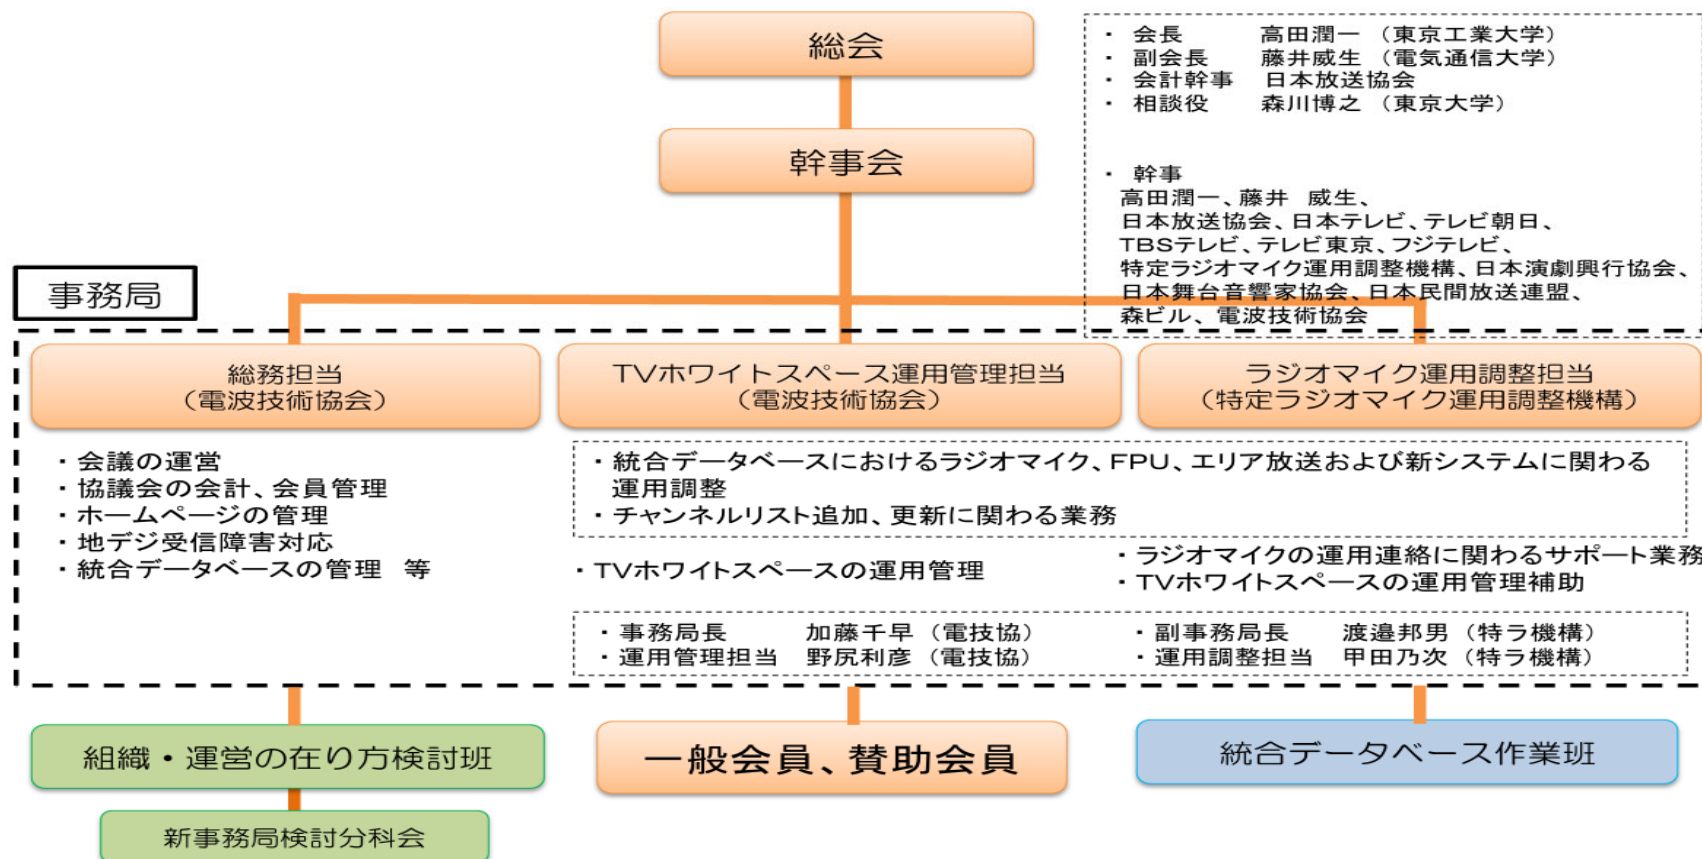 総会
・ 会長 高田潤一（東京工業大学）
・ 副会長 藤井威生（電気通信大学）
・ 会計幹事 日本放送協会
・ 相談役 森川博之（東京大学）
幹事会
・ 幹事
高田潤一、藤井 威生、
日本放送協会、日本テレビ、テレビ朝日、
TBSテレビ、テレビ東京、フジテレビ、
特定ラジオマイク運用調整機構、日本演劇興行協会、
日本舞台音響家協会、日本民間放送連盟、
森ビル、電波技術協会
事務局
総務担当
（電波技術協会）
・会議の運営
・協議会の会計、会員管理
・ホームページの管理
・地デジ受信障害対応
・統合データベースの管理 等
TVホワイトスペース運用管理担当
（電波技術協会）
ラジオマイク運用調整担当
（特定ラジオマイク運用調整機構）
・統合データベースにおけるラジオマイク、FPU、エリア放送および新システムに関わる
運用調整
・チャンネルリスト追加、更新に関わる業務
・TVホワイトスペースの運用管理
・ラジオマイクの運用連絡に関わるサポート業務
・TVホワイトスペースの運用管理補助
・事務局長 加藤千早（電技協）
・運用管理担当 野尻利彦（電技協）
・副事務局長 渡邉邦男（特ラ機構）
・運用調整担当 甲田乃次（特ラ機構）
組織・運営の在り方検討班
一般会員、賛助会員
統合データベース作業班
新事務局検討分科会